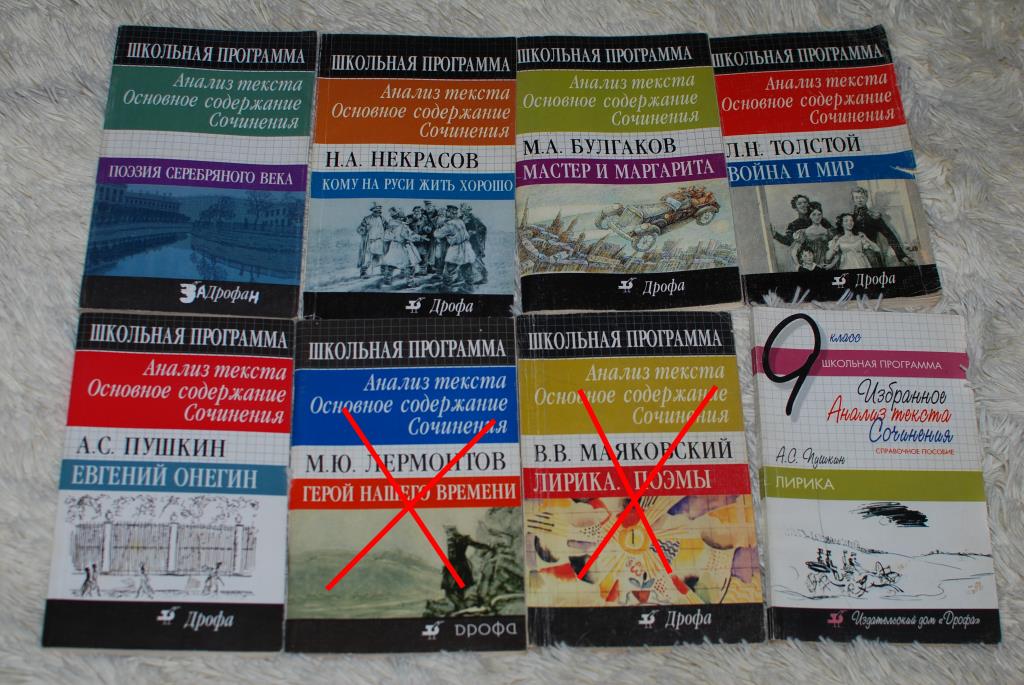 ШКОЛЬНАЯ ПРОГРАММА
Анализ текста
Основное содержание
Сочинения
ПОЭЗИЯ СЕРЕБРЯНОГО ВЕКА
ЗАДрофаН
ШКОЛЬНАЯ ПРОГРАММА
Анализ текста
Основное содержание
Сочинения
Н.А. НЕКРАСОВ
КОМУ НА РУСИ ЖИТЬ ХОРОШО
Дрофа
ШКОЛЬНАЯ ПРОГРАММА
Анализ текста
Основное содержание
Сочинения
М.А. БУЛГАКОВ
МАСТЕР И МАРГАРИТА
Дрофа
ШКОЛЬНАЯ ПРОГРАММА
Анализ текста
Основное содержание
Сочинения
Л.Н. ТОЛСТОЙ
ВОЙНА И МИР
Дрофа
ШКОЛЬНАЯ ПРОГРАММА
Анализ текста
Основное содержание
Сочинения
А.С. ПУШКИН
ЕВГЕНИЙ ОНЕГИН
Дрофа
ШКОЛЬНАЯ ПРОГРАММА
Анализ текста
Основное содержание
Сочинения
М.Ю. ЛЕРМОНТОВ
ГЕРОЙ НАШЕГО ВРЕМЕНИ
Дрофа
ШКОЛЬНАЯ ПРОГРАММА
Анализ текста
Основное содержание
Сочинения
В.В. МАЯКОВСКИЙ
ЛИРИКА. ПОЭМЫ
Дрофа
9 класс
ШКОЛЬНАЯ ПРОГРАММА
Избранное
Анализ текста
Сочинения
СПРАВОЧНОЕ ПОСОБИЕ
А.С. Пушкин
ЛИРИКА
Издательский дом «Дрофа»